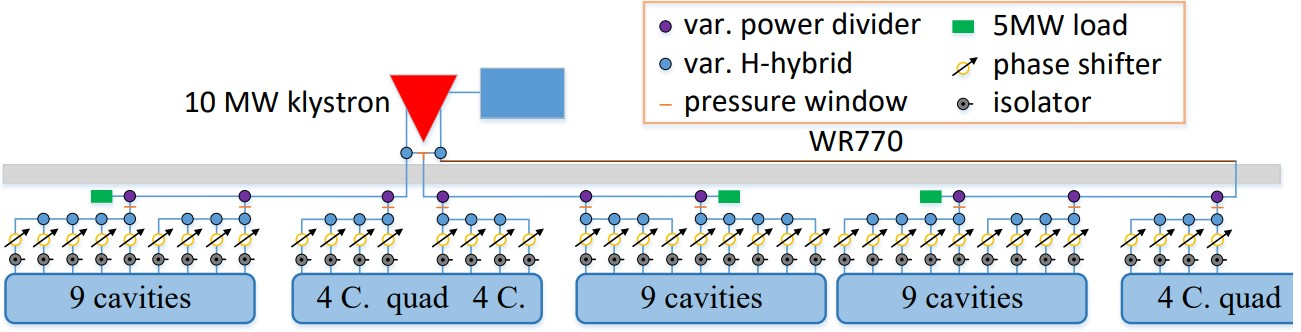 var. power divider
5MW load
var. H-hybrid
phase shifter
pressure window
isolator
10 MW klystron
WR770
9 cavities
4 C. quad 4 C.
9 cavities
9 cavities
4 C. quad